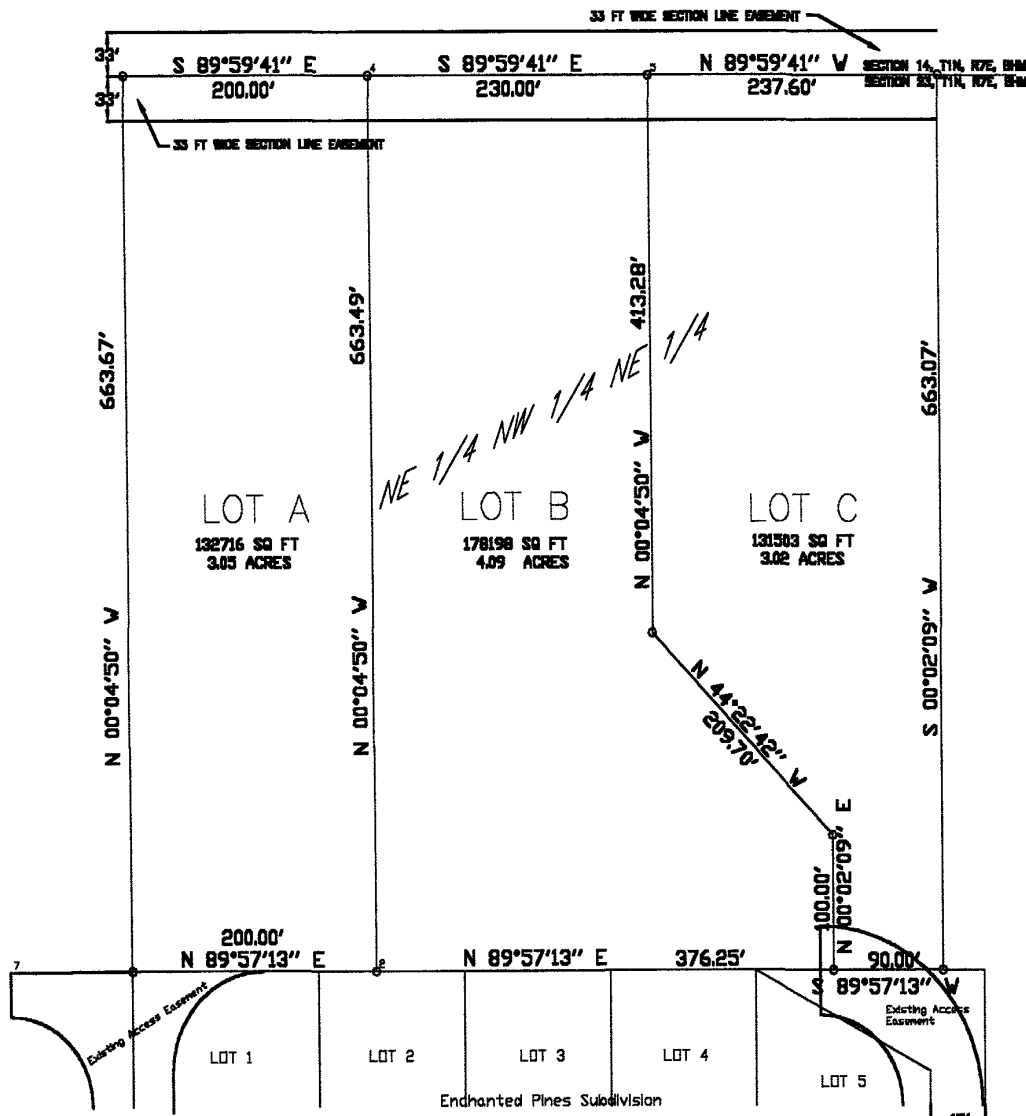 33 FT WIDE SECTION LINE EASEMENT
33'
S 89°59'41" E
4
S 89°59'41" E
5
N 89°59'41" W
SECTION 14, T1N, R7E, BHM
200.00'
230.00'
237.60'
SECTION 23, T1N, R7E, BHM
33'
33 FT WIDE SECTION LINE EASEMENT
663.67'
663.49'
413.28'
663.07'
NE 1/4 NW 1/4 NE 1/4
LOT A
132716 SQ FT
3.05 ACRES
LOT B
178198 SQ FT
4.09 ACRES
LOT C
131503 SQ FT
3.02 ACRES
N 00°04'50" W
N 00°04'50" W
N 00°04'50" W
S 00°02'09" W
N 44°22'42" W
209.70'
100.00'
N 00°02'09" E
7
200.00'
N 89°57'13" E
2
N 89°57'13" E
376.25'
90.00'
S 89°57'13" W
Existing Access Easement
Existing Access
Easement
LOT 1
LOT 2
LOT 3
LOT 4
LOT 5
Enchanted Pines Subdivision